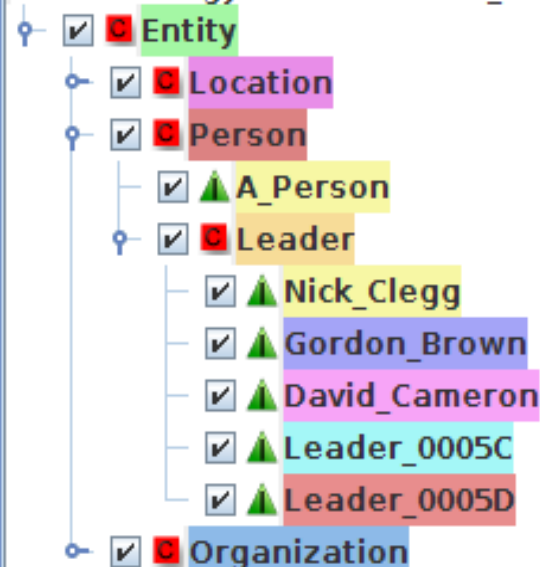 C Entity
C Location
C Person
A_Person
C Leader
Nick_Clegg
Gordon_Brown
David_Cameron
Leader_0005C
Leader_0005D
C Organization